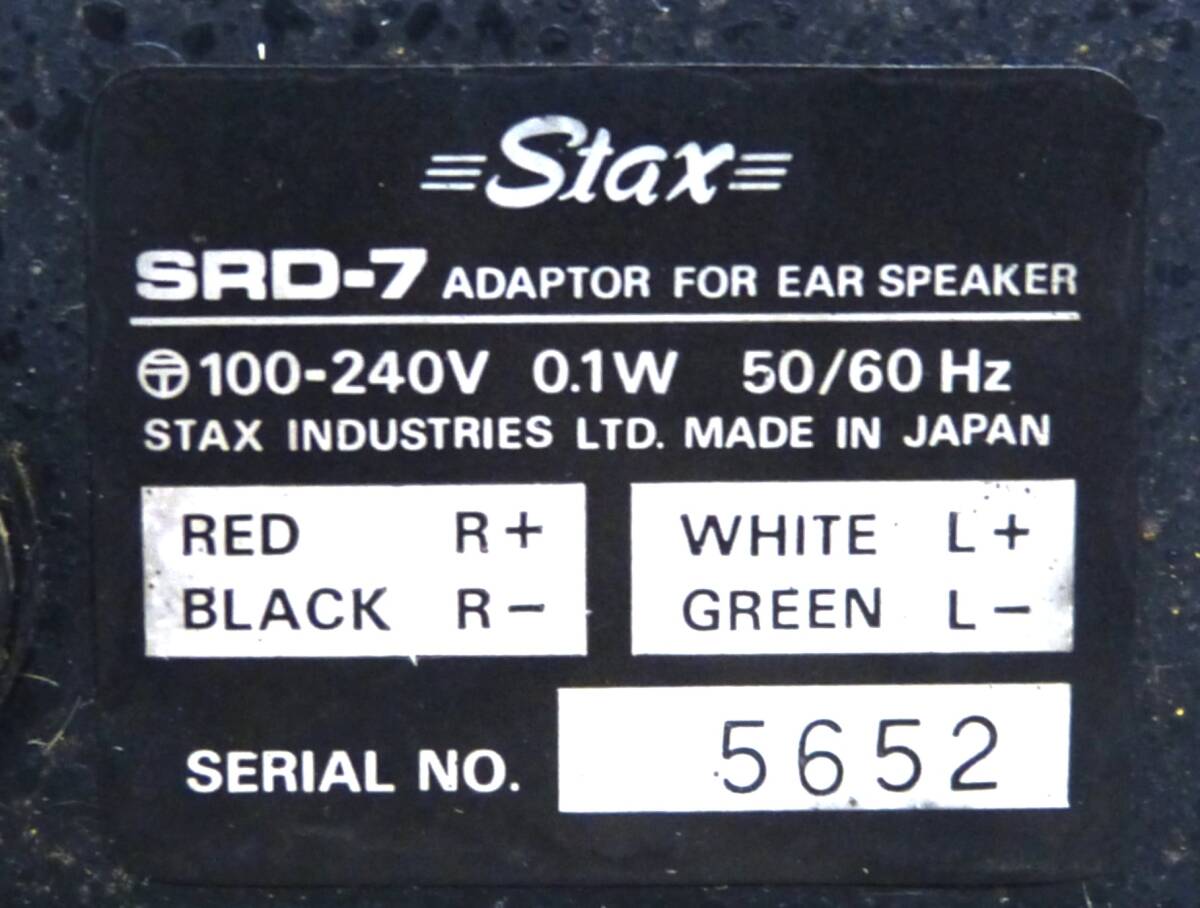 Stax
SRD-7 ADAPTOR FOR EAR SPEAKER
100-240V 0.1W 50/60 Hz
STAX INDUSTRIES LTD. MADE IN JAPAN
RED R+
BLACK R-
WHITE L+
GREEN L-
SERIAL NO. 5652